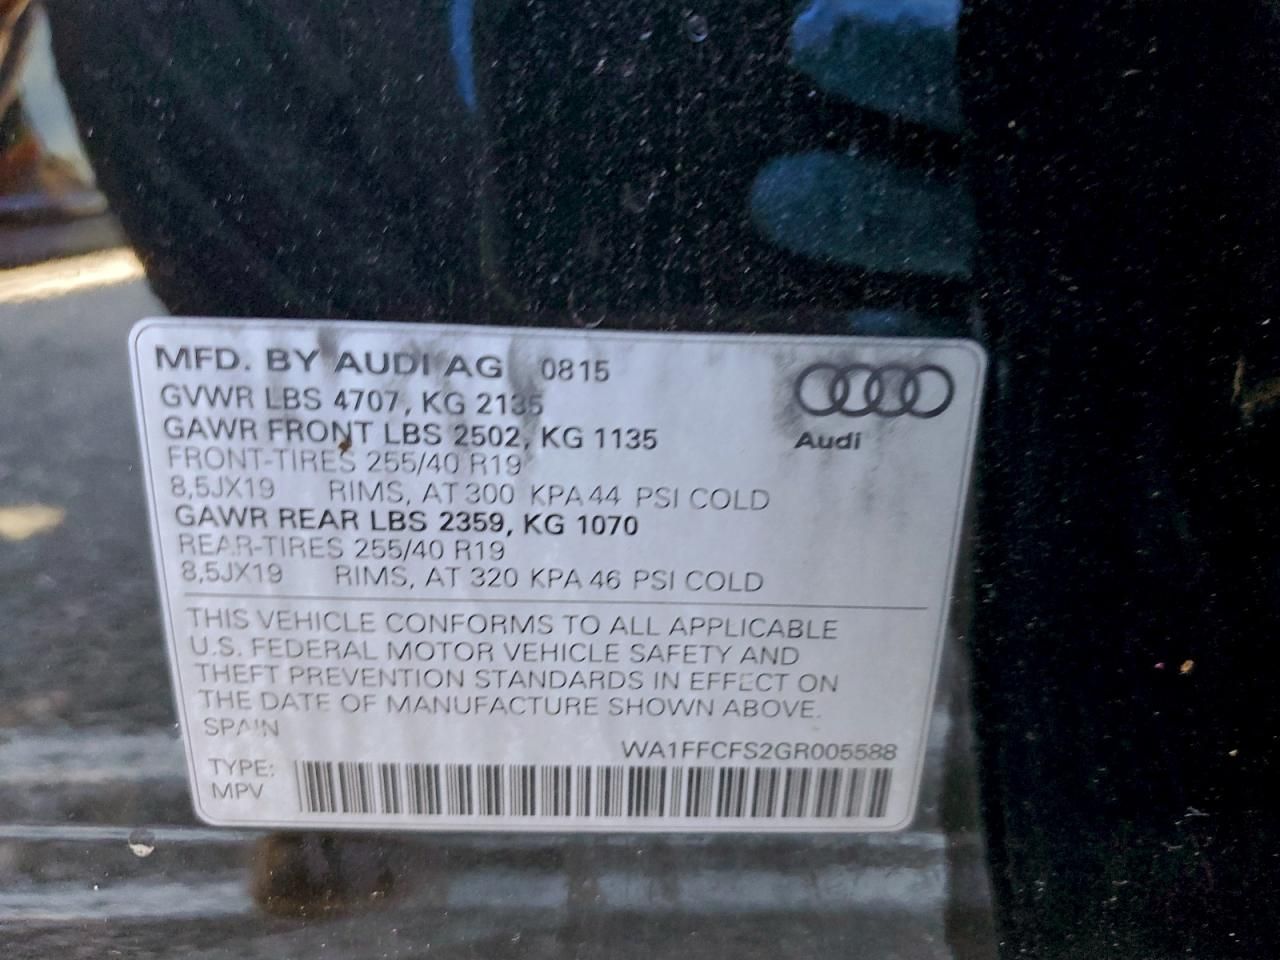 MFD. BY AUDI AG 0815
GVWR LBS 4707, KG 2135
GAWR FRONT LBS 2502, KG 1135
Audi
FRONT-TIRES 255/40 R19
8,5JX19 RIMS, AT 300 KPA 44 PSI COLD
GAWR REAR LBS 2359, KG 1070
REAR-TIRES 255/40 R19
8,5JX19 RIMS, AT 320 KPA 46 PSI COLD
THIS VEHICLE CONFORMS TO ALL APPLICABLE
U.S. FEDERAL MOTOR VEHICLE SAFETY AND
THEFT PREVENTION STANDARDS IN EFFECT ON
THE DATE OF MANUFACTURE SHOWN ABOVE.
SPAIN
WA1FFCFS2GR005588
TYPE:
MPV